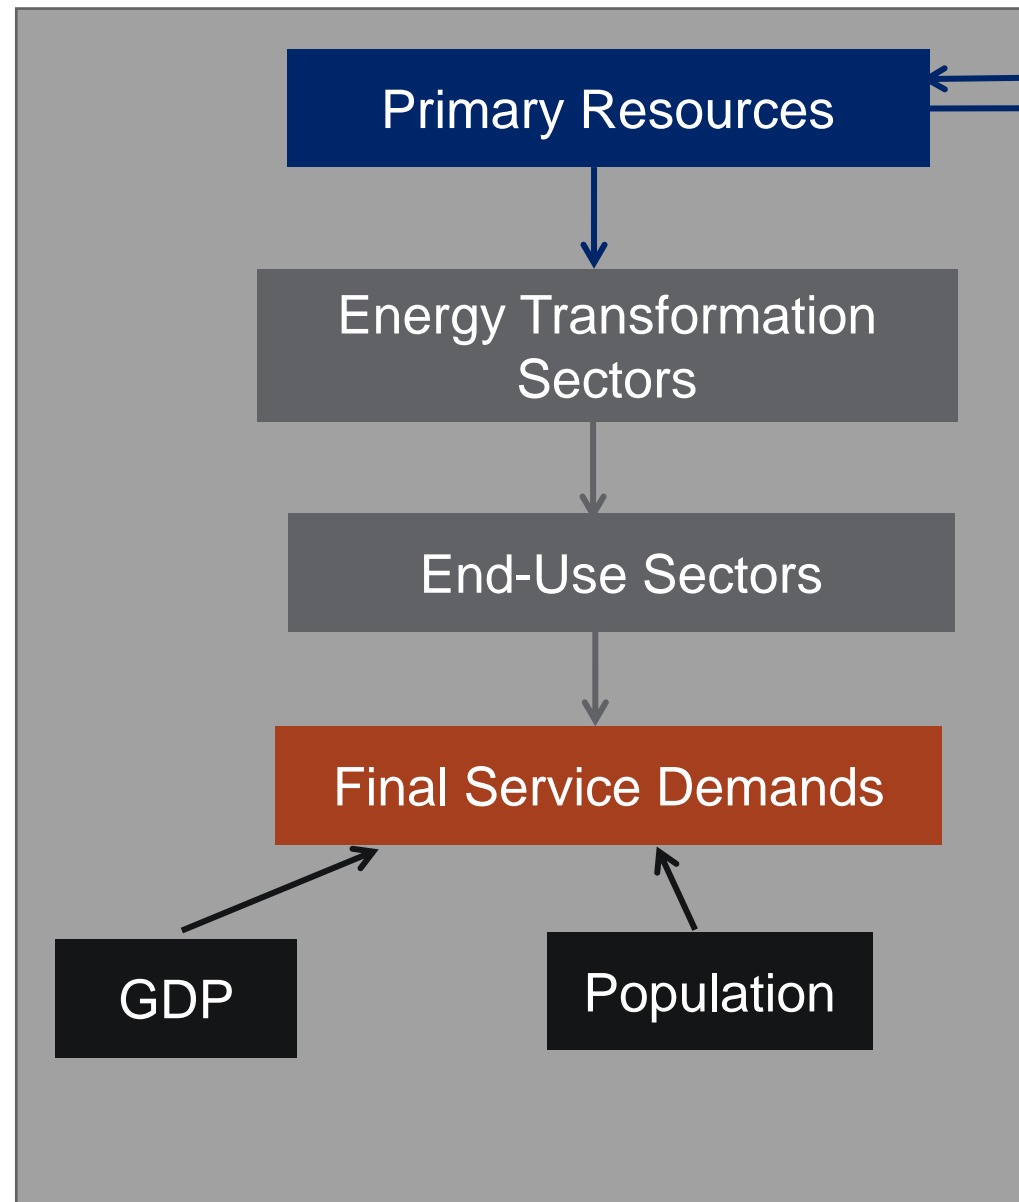 Primary Resources
Energy Transformation
Sectors
End-Use Sectors
Final Service Demands
GDP
Population